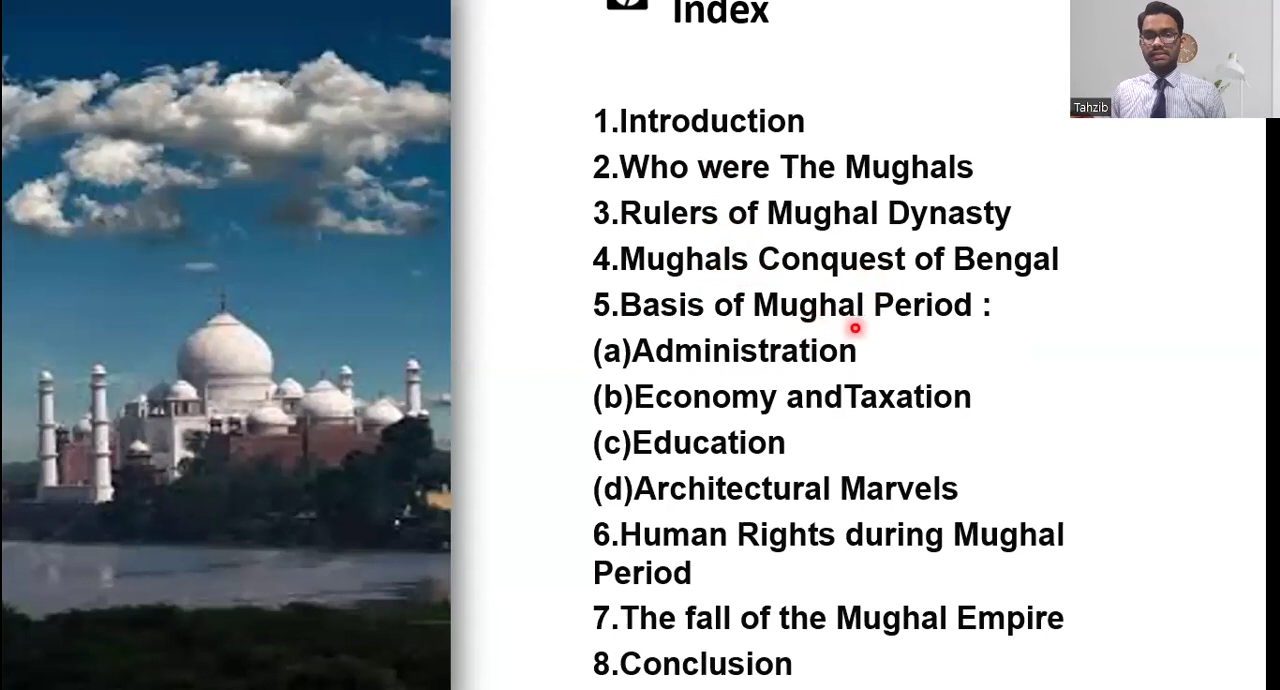 Index
Tahzib
1.Introduction
2.Who were The Mughals
3.Rulers of Mughal Dynasty
4.Mughals Conquest of Bengal
5.Basis of Mughal Period :
(a)Administration
(b)Economy andTaxation
(c)Education
(d)Architectural Marvels
6.Human Rights during Mughal
Period
7.The fall of the Mughal Empire
8.Conclusion